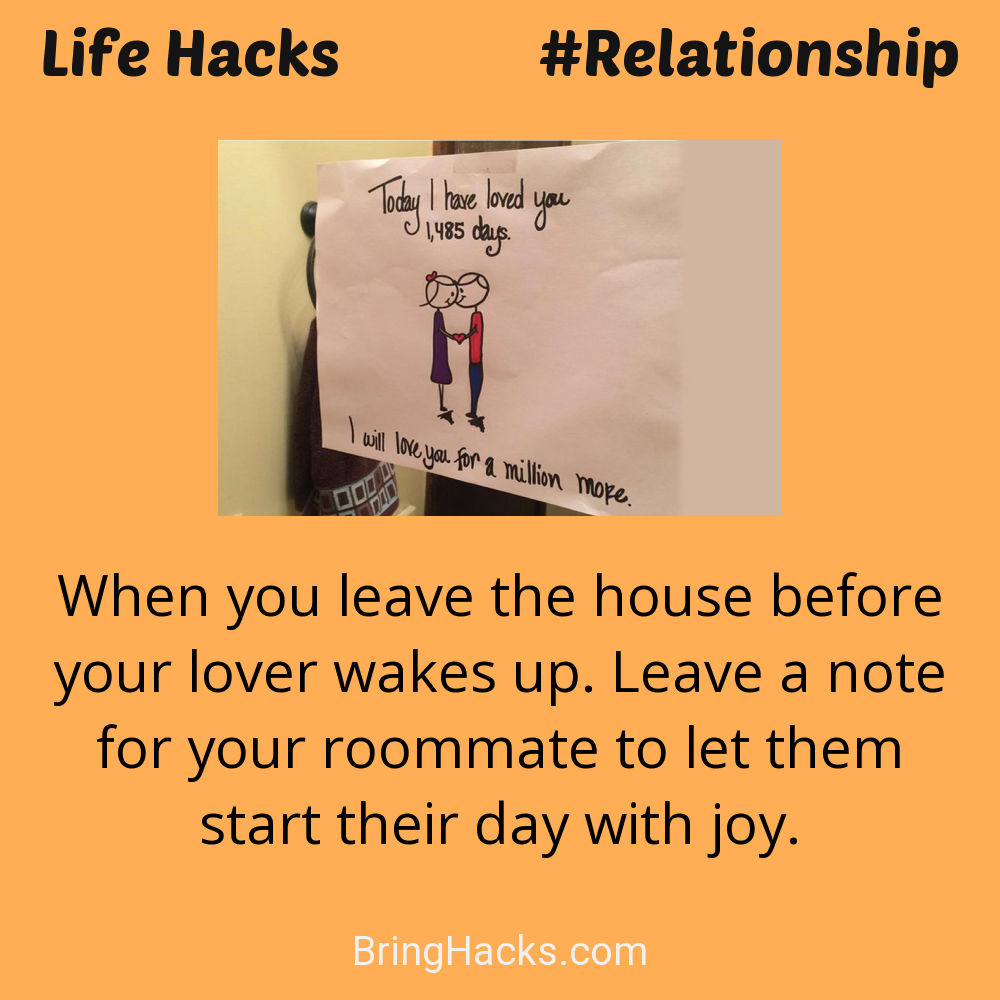 Life Hacks #Relationship
Today I have loved you
1,485 days.
I will love you for a million more.
When you leave the house before
your lover wakes up. Leave a note
for your roommate to let them
start their day with joy.
BringHacks.com